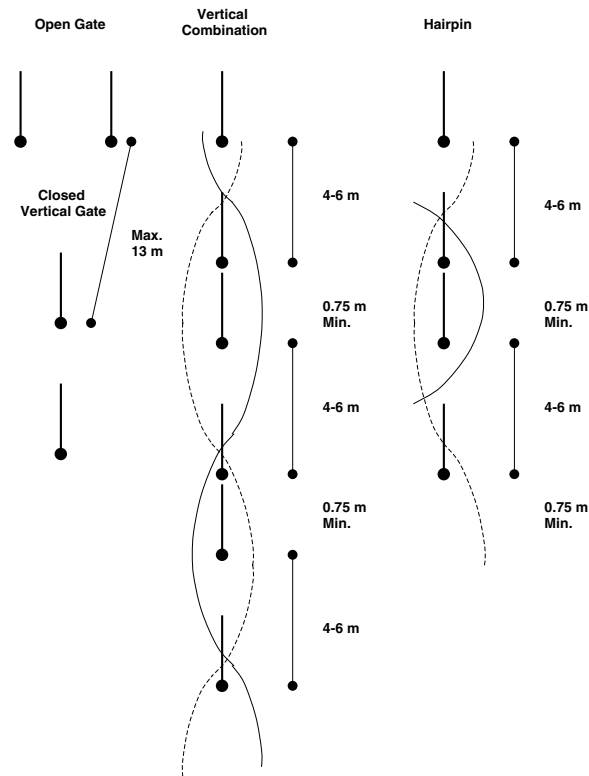 Open Gate
Vertical
Combination
Hairpin
Closed
Vertical Gate
Max.
13 m
4-6 m
0.75 m
Min.
4-6 m
0.75 m
Min.
4-6 m
4-6 m
0.75 m
Min.
4-6 m
0.75 m
Min.